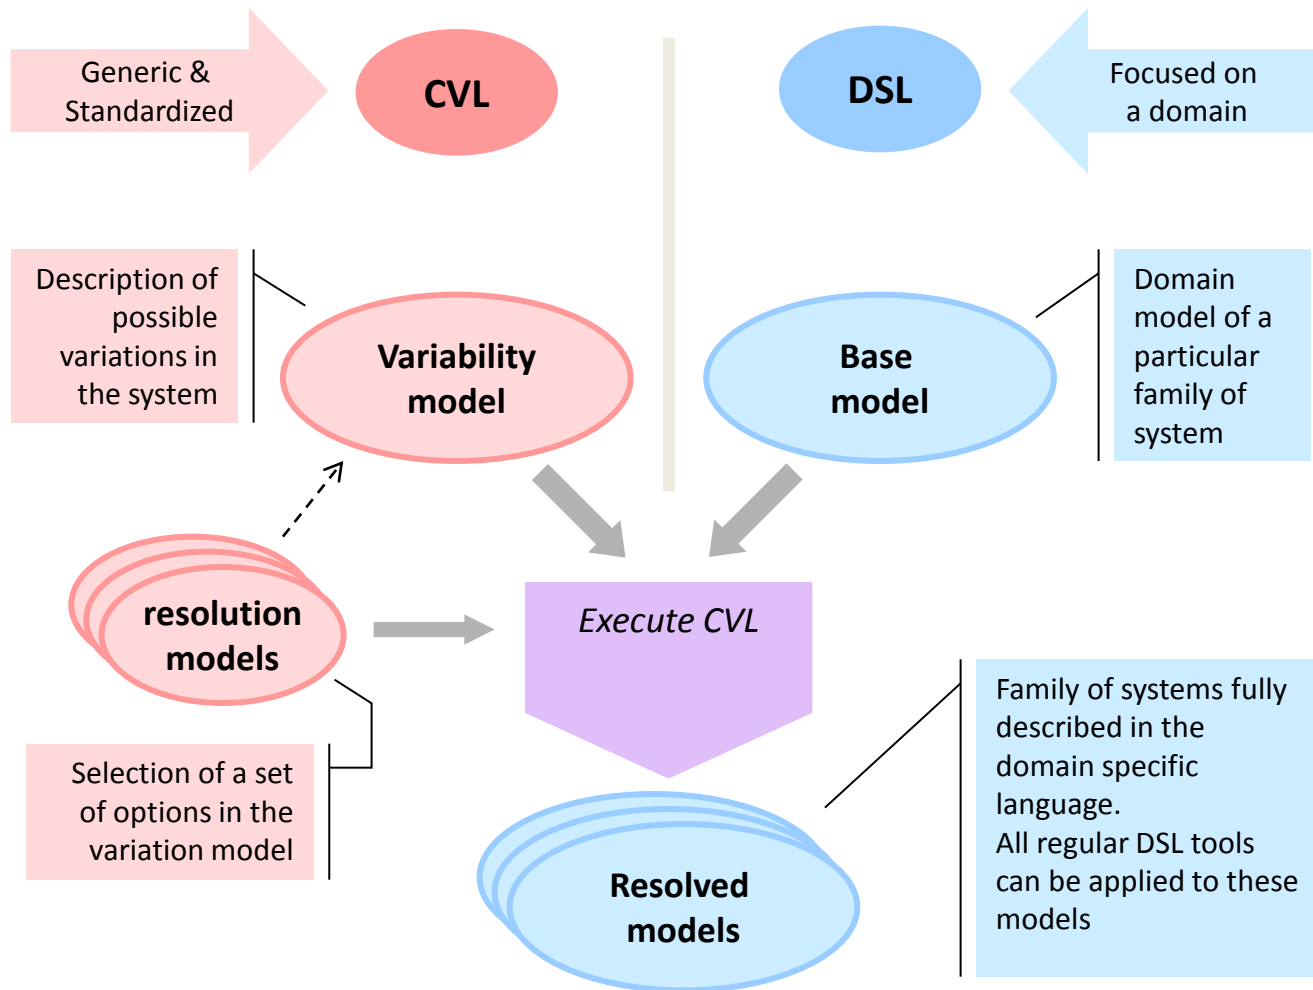 Generic &
Standardized
CVL
DSL
Focused on
a domain
Description of
possible
variations in
the system
Variability
model
Base
model
Domain
model of a
particular
family of
system
resolution
models
Execute CVL
Selection of a set
of options in the
variation model
Family of systems fully
described in the
domain specific
language.
All regular DSL tools
can be applied to these
models
Resolved
models